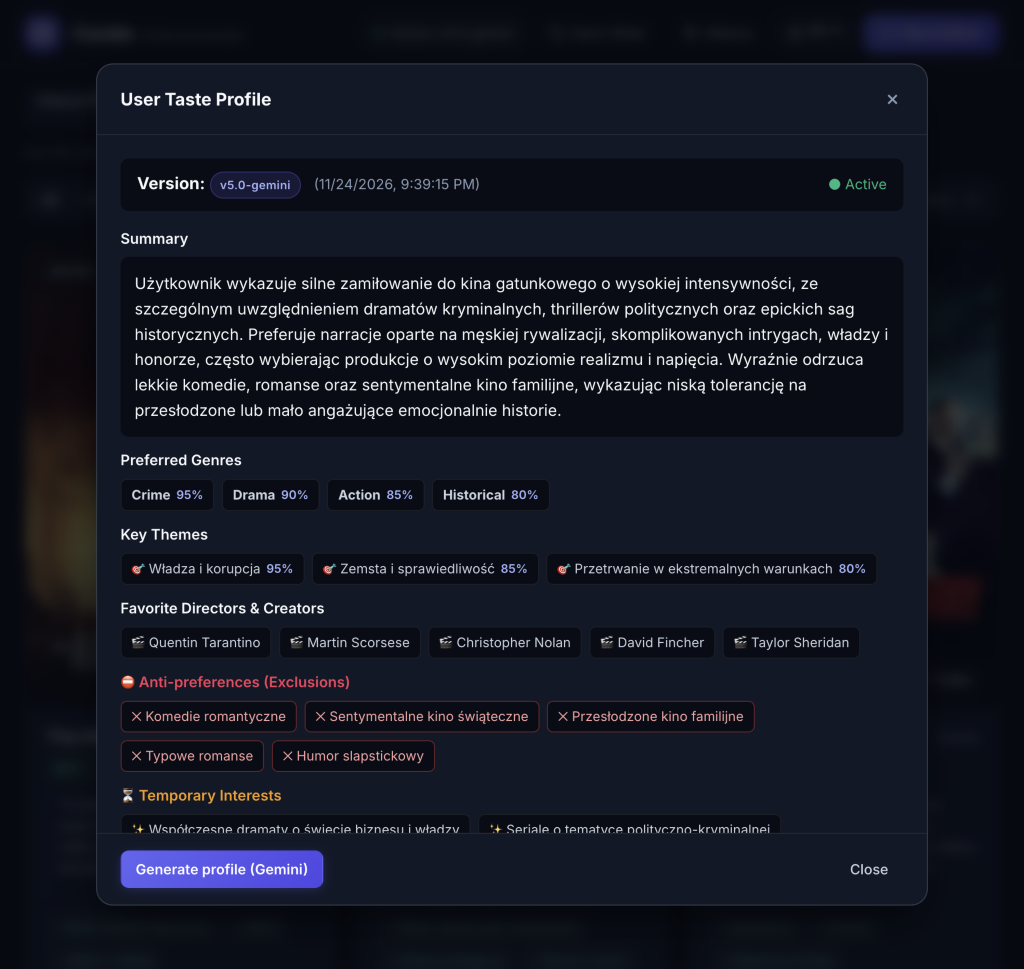 User Taste Profile
×
Version: v5.0-gemini (11/24/2026, 9:39:15 PM) Active
Summary
Użytkownik wykazuje silne zamiłowanie do kina gatunkowego o wysokiej intensywności, ze
szczególnym uwzględnieniem dramatów kryminalnych, thrillerów politycznych oraz epickich sag
historycznych. Preferuje narracje oparte na męskiej rywalizacji, skomplikowanych intrygach, władzy i
honorze, często wybierając produkcje o wysokim poziomie realizmu i napięcia. Wyraźnie odrzuca
lekkie komedie, romanse oraz sentymentalne kino familijne, wykazując niską tolerancję na
przesłodzone lub mało angażujące emocjonalnie historie.
Preferred Genres
Crime 95% Drama 90% Action 85% Historical 80%
Key Themes
🎯 Władza i korupcja 95% 🎯 Zemsta i sprawiedliwość 85% 🎯 Przetrwanie w ekstremalnych warunkach 80%
Favorite Directors & Creators
🎬 Quentin Tarantino 🎬 Martin Scorsese 🎬 Christopher Nolan 🎬 David Fincher 🎬 Taylor Sheridan
⛔ Anti-preferences (Exclusions)
✕ Komedie romantyczne ✕ Sentymentalne kino świąteczne ✕ Przesłodzone kino familijne
✕ Typowe romanse ✕ Humor slapstickowy
⏳ Temporary Interests
✨ Współczesne dramaty o świecie biznesu i władzy ✨ Seriale o tematyce polityczno-kryminalnej
Generate profile (Gemini) Close